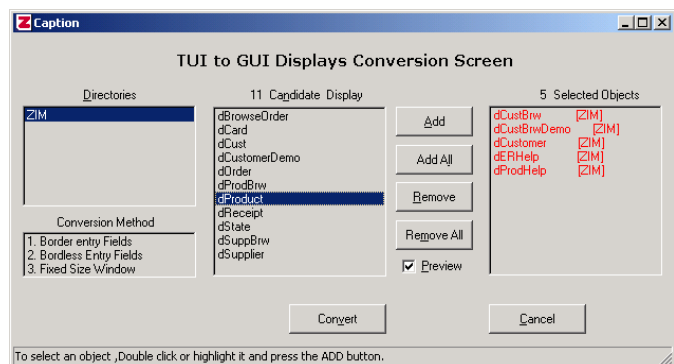 Caption
TUI to GUI Displays Conversion Screen
Directories
ZIM
Conversion Method
1. Border entry Fields
2. Bordless Entry Fields
3. Fixed Size Window
11 Candidate Display
dBrowseOrder
dCard
dCust
dCustomerDemo
dOrder
dProdBrw
dProduct
dReceipt
dState
dSuppBrw
dSupplier
Add
Add All
Remove
Remove All
Preview
5 Selected Objects
dCustBrw [ZIM]
dCustBrwDemo [ZIM]
dCustomer [ZIM]
dERHelp [ZIM]
dProdHelp [ZIM]
Convert
Cancel
To select an object ,Double click or highlight it and press the ADD button.